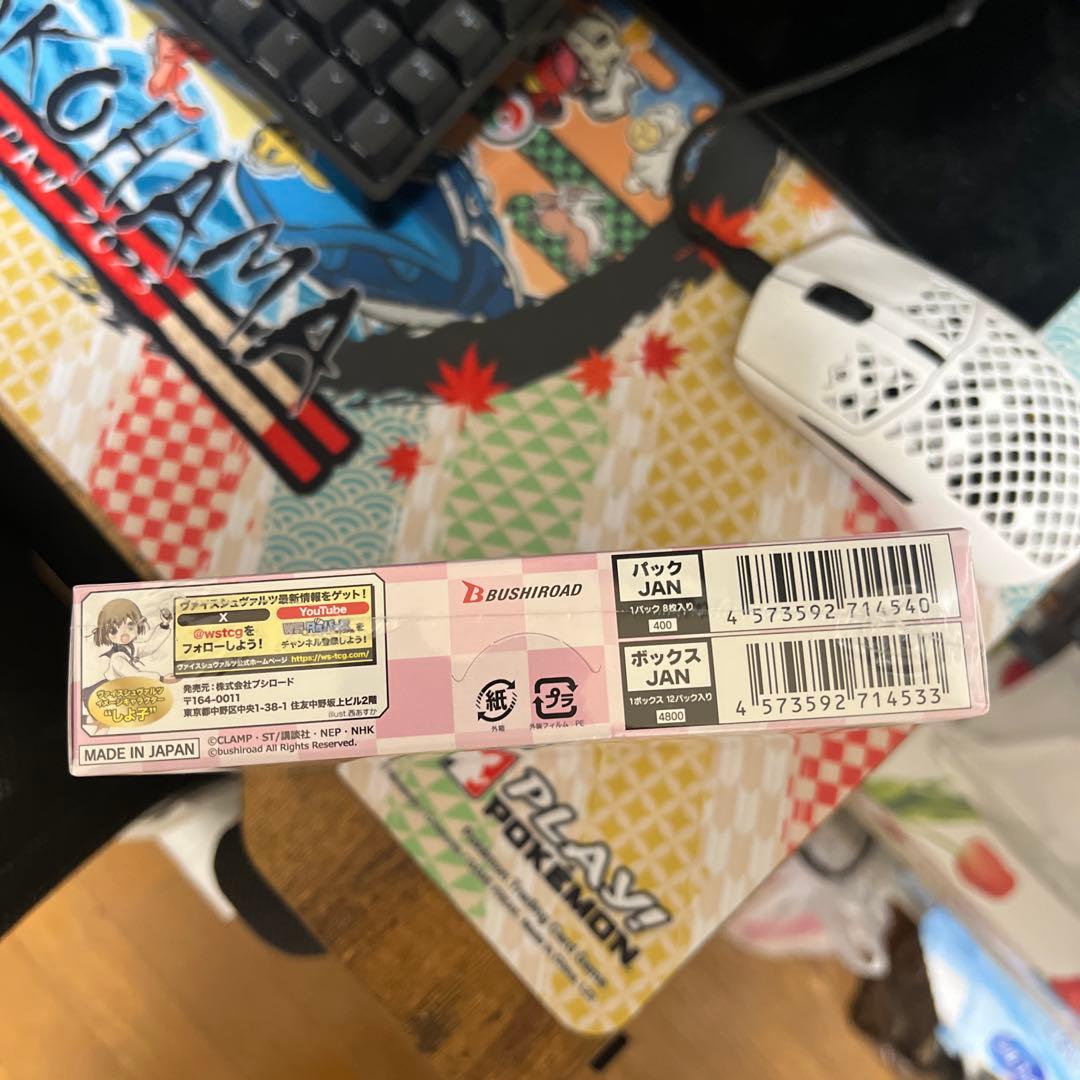 YOKOHAMA
JAPAN 2023
ヴァイスシュヴァルツ最新情報をゲット!
X
@wstcgを
フォローしよう!
YouTube
を
チャンネル登録しよう!
ヴァイスシュヴァルツ公式ホームページ https://ws-tcg.com/
ヴァイスシュヴァルツ
イメージキャラクター
“しよ子”
発売元:株式会社ブシロード
〒164-0011
東京都中野区中央1-38-1 住友中野坂上ビル2階
illust.西あすか
MADE IN JAPAN
©CLAMP・ST/講談社・NEP・NHK
©bushiroad All Rights Reserved.
BUSHIROAD
紙
外箱
プラ
外装フィルム:PE
パック
JAN
1パック 8枚入り
400
4 573592 714540
ボックス
JAN
1ボックス 12パック入り
4800
4 573592 714533
PLAY!
POKÉMON
Pokémon Trading Card Game